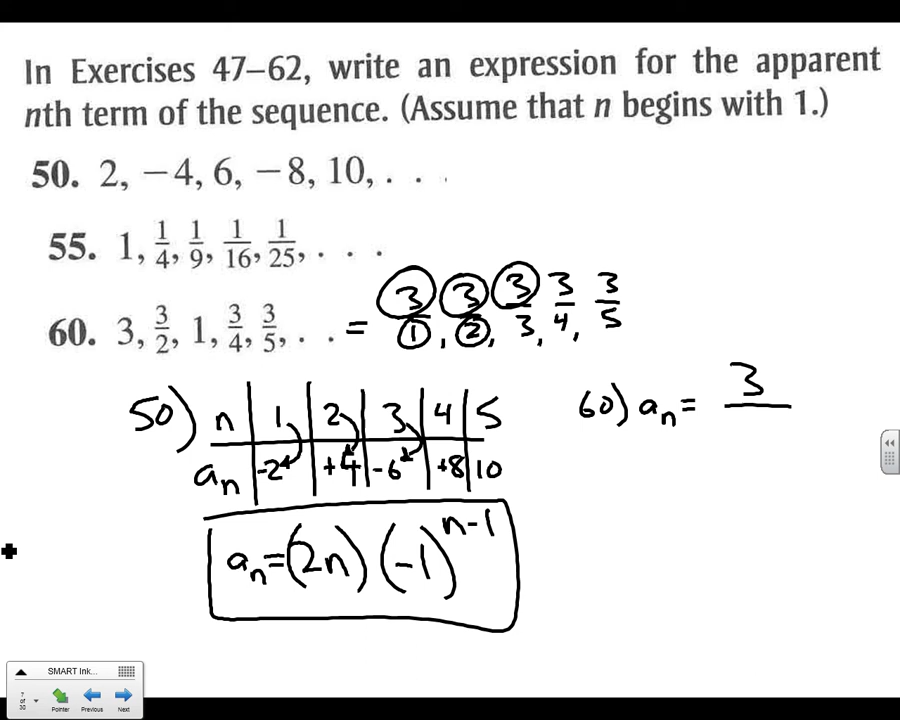 In Exercises 47–62, write an expression for the apparent
nth term of the sequence. (Assume that n begins with 1.)
50. 2, −4, 6, −8, 10, . . .
55. 1, 1/4, 1/9, 1/16, 1/25, . . .
60. 3, 3/2, 1, 3/4, 3/5, . . = 3/1, 3/2, 3/3, 3/4, 3/5
50) n 1 2 3 4 5
aₙ -2 +4 -6 +8 10
aₙ=(2n)(-1)ⁿ⁻¹
60) aₙ= 3
SMART Ink...
7 of 30 Pointer Previous Next